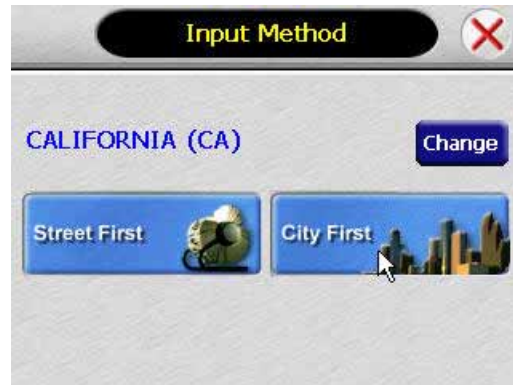 Input Method
CALIFORNIA (CA)
Change
Street First
City First